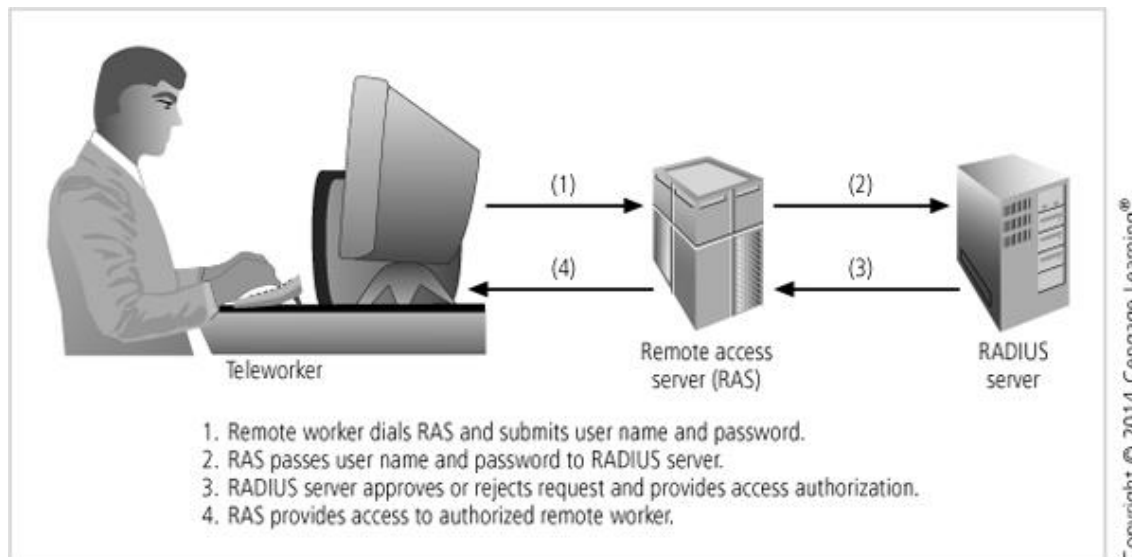 (1)
(2)
(4)
(3)
Teleworker
Remote access
server (RAS)
RADIUS
server
1. Remote worker dials RAS and submits user name and password.
2. RAS passes user name and password to RADIUS server.
3. RADIUS server approves or rejects request and provides access authorization.
4. RAS provides access to authorized remote worker.
Copyright © 2014 Cengage Learning®